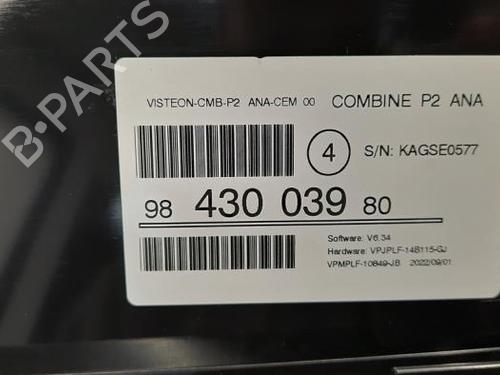 B-PARTS
VISTEON-CMB-P2 ANA-CEM 00 COMBINE P2 ANA
4 S/N: KAGSE0577
98 430 039 80
Software: V6.34
Hardware: VPJPLF-14B115-GJ
VPMPLF-10849-JB 2022/09/01